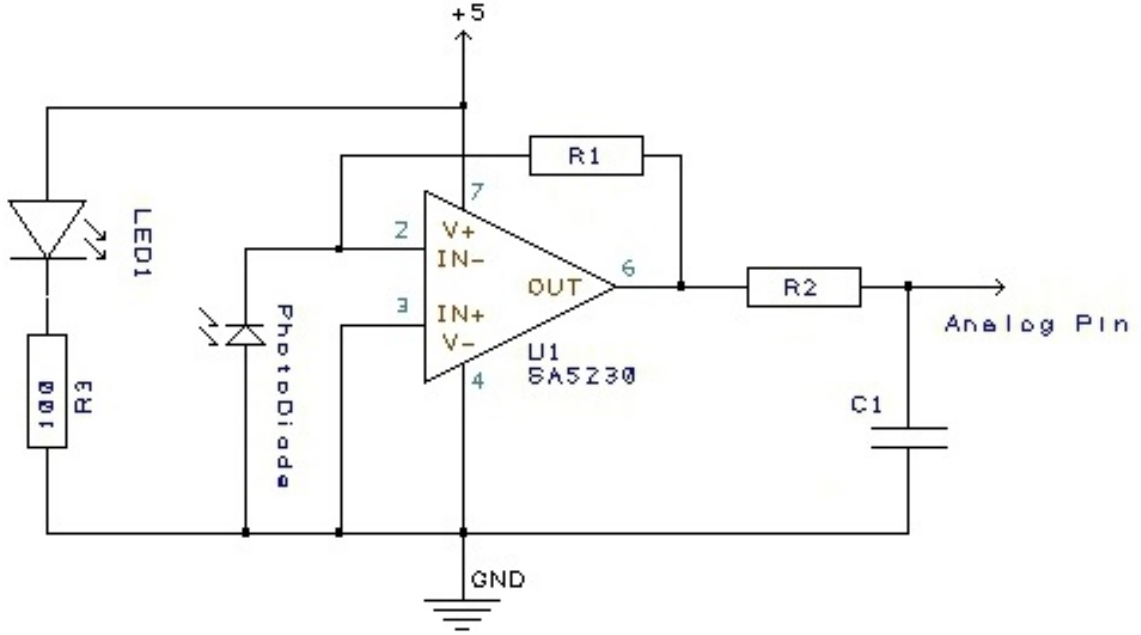 +5
R1
7
LED1
2
V+
IN-
6
OUT
R2
3
IN+
V-
PhotoDiode
Analog Pin
U1
SA5230
4
100
R3
C1
GND